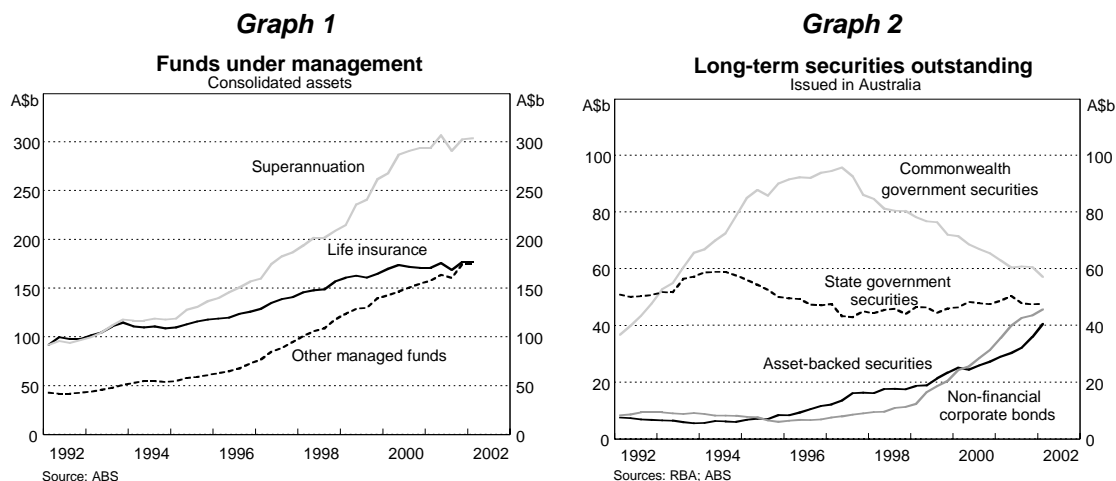 Graph 1
Funds under management
Consolidated assets
A$b
A$b
300
300
250
250
200
200
150
150
100
100
50
50
0
0
Superannuation
Life insurance
Other managed funds
1992
1994
1996
1998
2000
2002
Source: ABS
Graph 2
Long-term securities outstanding
Issued in Australia
A$b
A$b
100
100
80
80
60
60
40
40
20
20
0
0
Commonwealth
government securities
State government
securities
Asset-backed securities
Non-financial
corporate bonds
1992
1994
1996
1998
2000
2002
Sources: RBA; ABS